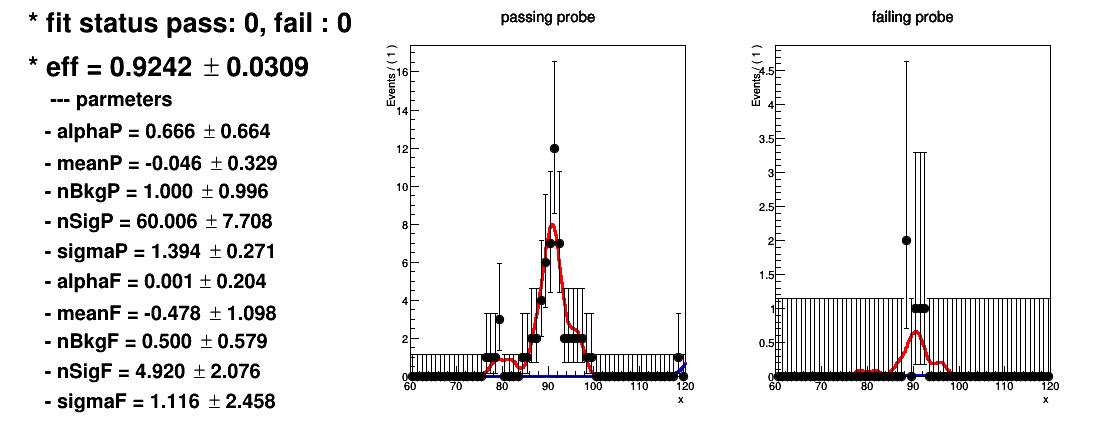 * fit status pass: 0, fail : 0
* eff = 0.9242 ± 0.0309
--- parmeters
- alphaP = 0.666 ± 0.664
- meanP = -0.046 ± 0.329
- nBkgP = 1.000 ± 0.996
- nSigP = 60.006 ± 7.708
- sigmaP = 1.394 ± 0.271
- alphaF = 0.001 ± 0.204
- meanF = -0.478 ± 1.098
- nBkgF = 0.500 ± 0.579
- nSigF = 4.920 ± 2.076
- sigmaF = 1.116 ± 2.458
passing probe
Events / ( 1 )
16
14
12
10
8
6
4
2
0
60 70 80 90 100 110 120
x
failing probe
Events / ( 1 )
4.5
4
3.5
3
2.5
2
1.5
1
0.5
0
60 70 80 90 100 110 120
x